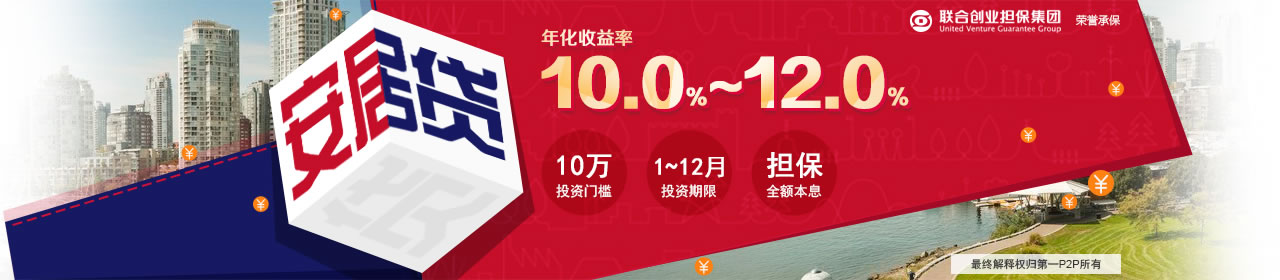 安居贷
年化收益率
10.0%~12.0%
10万
投资门槛
1~12月
投资期限
担保
全额本息
联合创业担保集团
United Venture Guarantee Group
荣誉承保
最终解释权归第一P2P所有